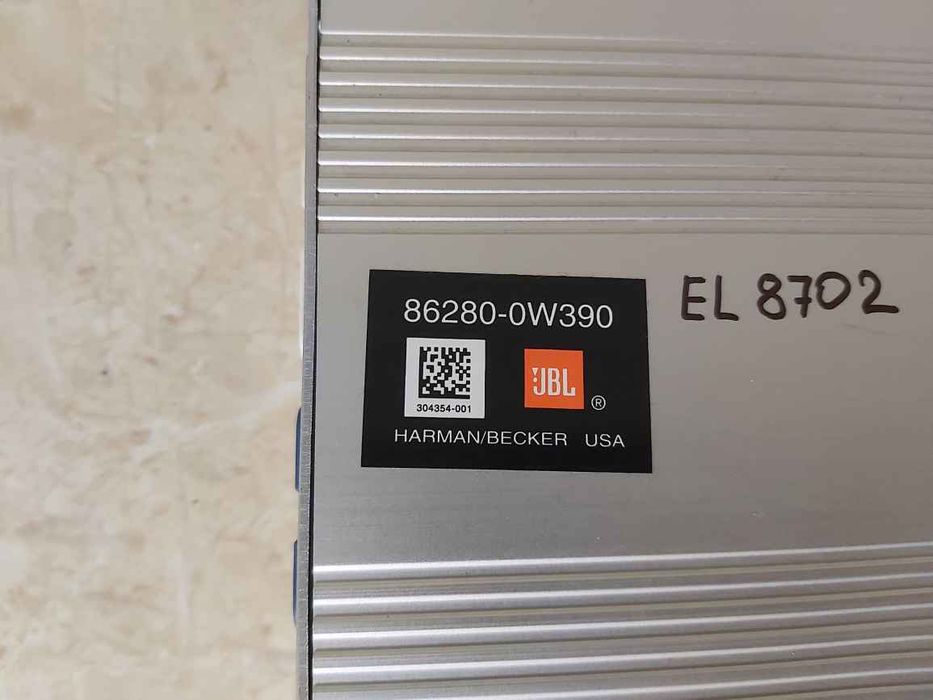 86280-0W390
EL 8702
304354-001
JBL
®
HARMAN/BECKER USA